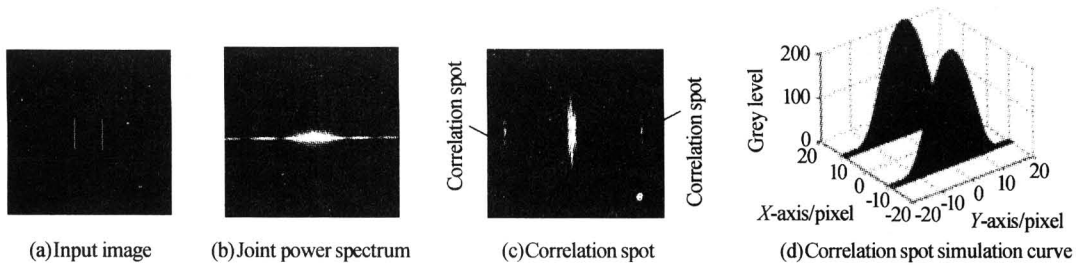 Correlation spot
Correlation spot
Grey level
200
100
0
20
10
0
-10
-20
X-axis/pixel
-20
-10
0
10
20
Y-axis/pixel
(a)Input image
(b)Joint power spectrum
(c)Correlation spot
(d)Correlation spot simulation curve